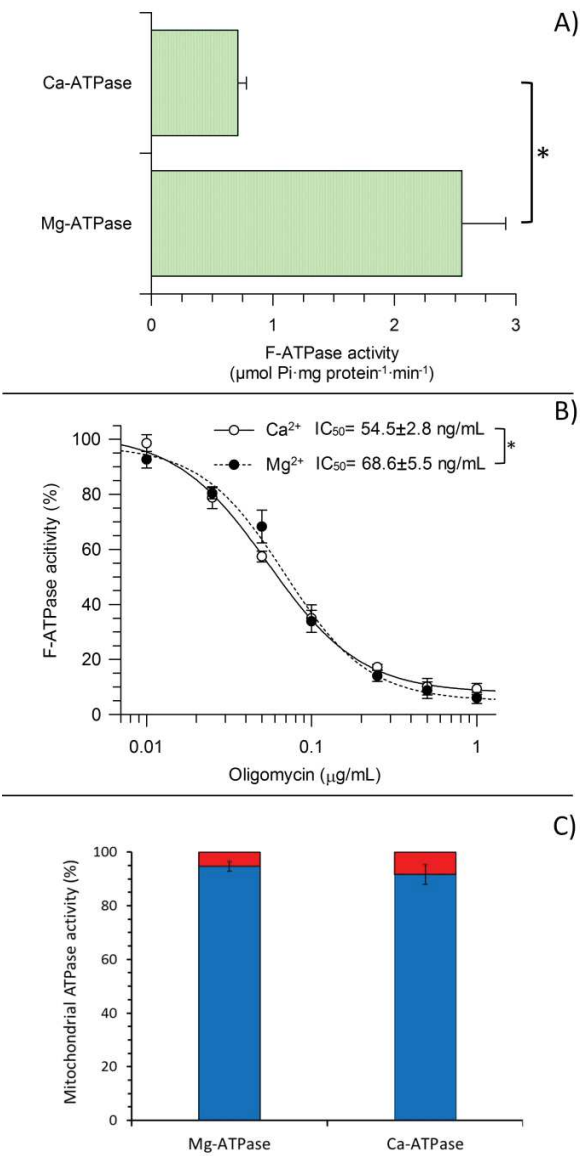 A)
Ca-ATPase
*
Mg-ATPase
0 1 2 3
F-ATPase activity
(µmol Pi·mg protein⁻¹·min⁻¹)
B)
Ca²⁺ IC₅₀= 54.5±2.8 ng/mL
*
Mg²⁺ IC₅₀= 68.6±5.5 ng/mL
F-ATPase acitivity (%)
100
80
60
40
20
0
0.01 0.1 1
Oligomycin (µg/mL)
C)
Mitochondrial ATPase activity (%)
100
80
60
40
20
0
Mg-ATPase Ca-ATPase